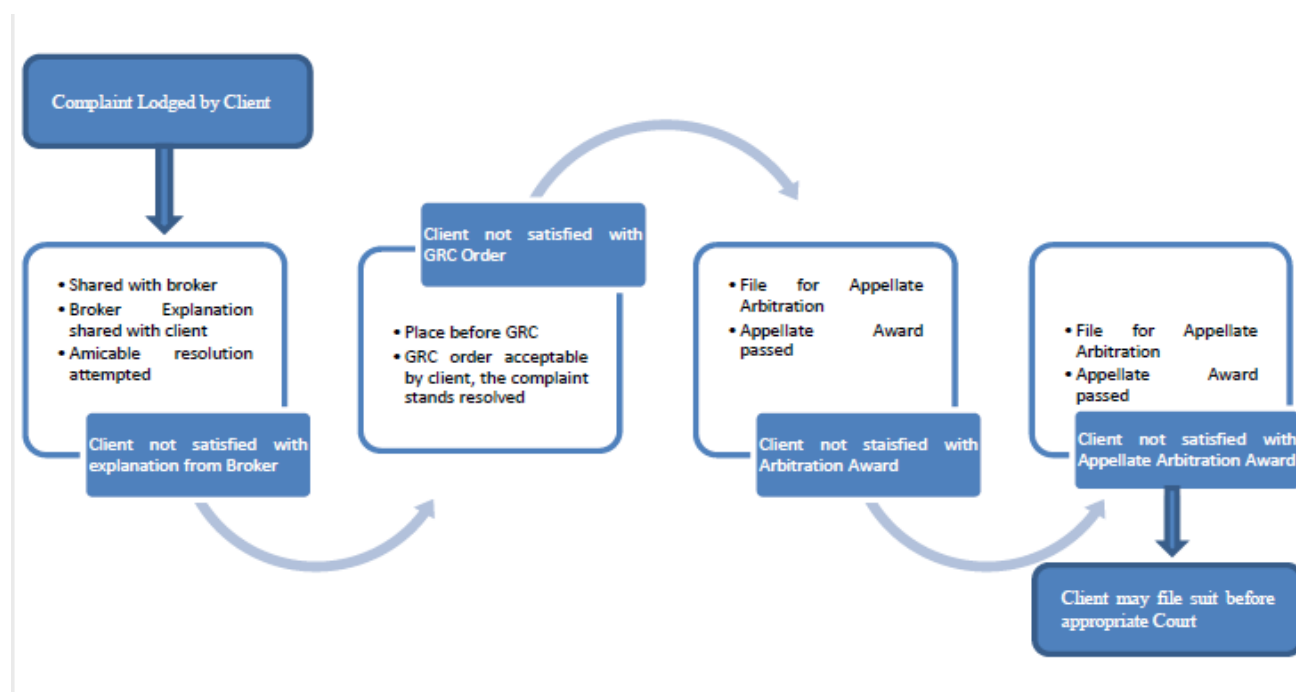 Complaint Lodged by Client
• Shared with broker
• Broker Explanation
shared with client
• Amicable resolution
attempted
Client not satisfied with
explanation from Broker
Client not satisfied with
GRC Order
• Place before GRC
• GRC order acceptable
by client, the complaint
stands resolved
• File for Appellate
Arbitration
• Appellate Award
passed
Client not staisfied with
Arbitration Award
• File for Appellate
Arbitration
• Appellate Award
passed
Client not satisfied with
Appellate Arbitration Award
Client may file suit before
appropriate Court